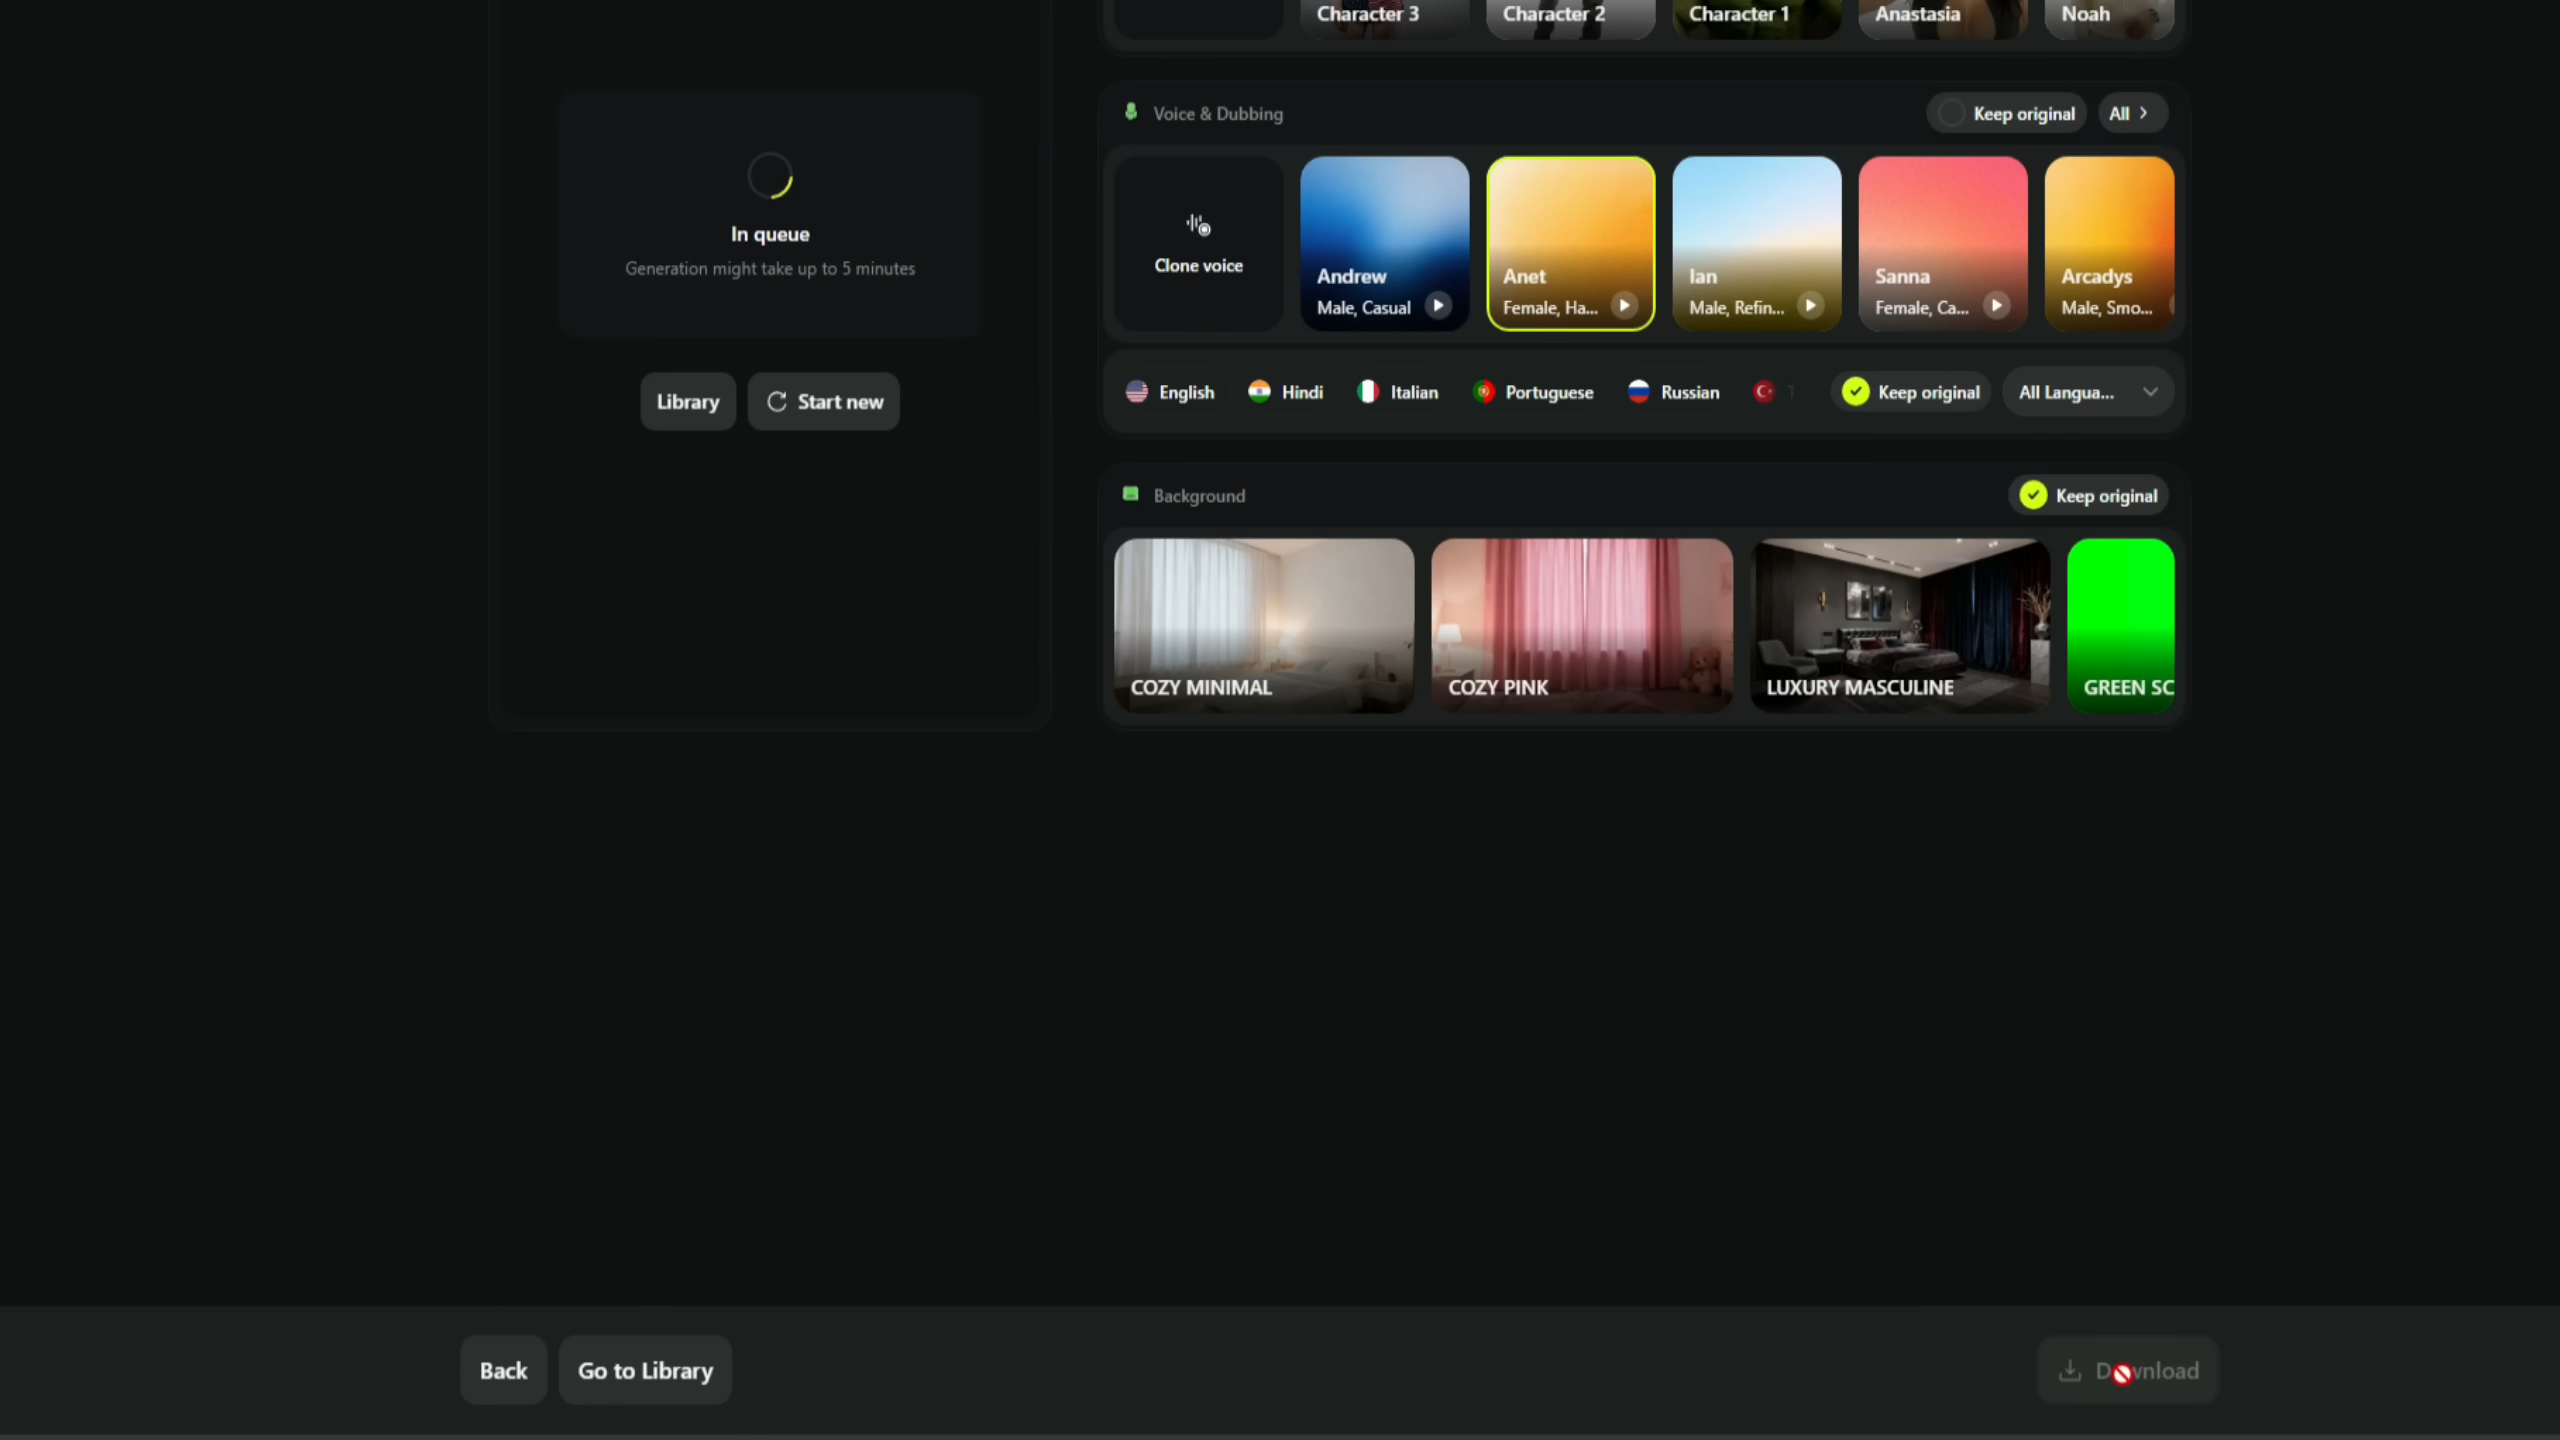 Character 3
Character 2
Character 1
Anastasia
Noah
Voice & Dubbing
Keep original
All
In queue
Generation might take up to 5 minutes
Library
Start new
Clone voice
Andrew
Male, Casual
Anet
Female, Ha...
Ian
Male, Refin...
Sanna
Female, Ca...
Arcadys
Male, Smo...
English
Hindi
Italian
Portuguese
Russian
Keep original
All Langua...
Background
Keep original
COZY MINIMAL
COZY PINK
LUXURY MASCULINE
GREEN SC
Back
Go to Library
Download